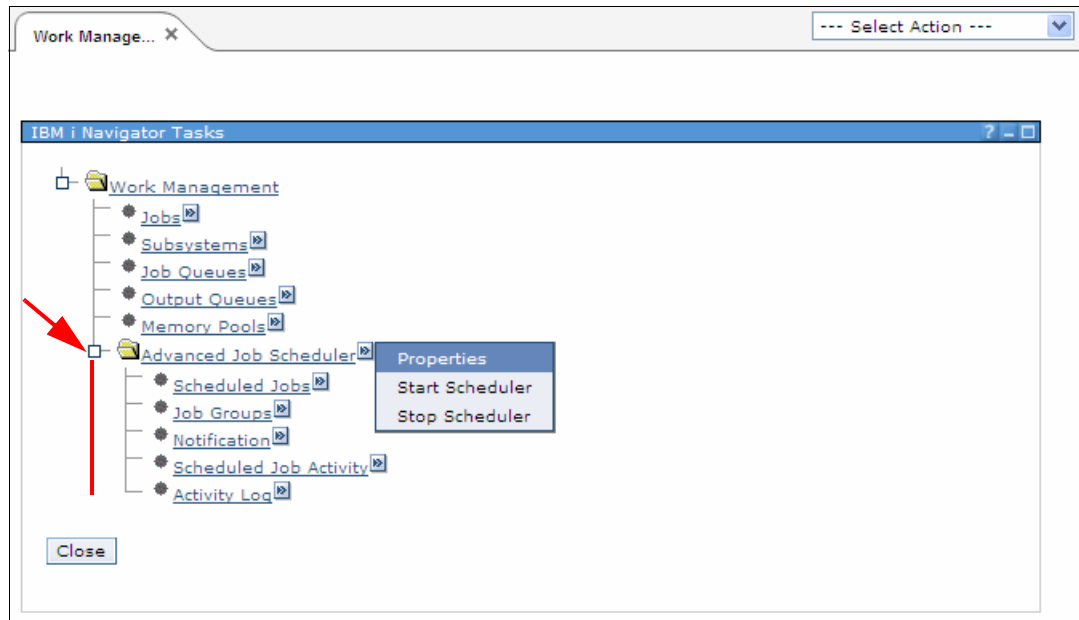 Work Manage...
--- Select Action ---
IBM i Navigator Tasks
Work Management
Jobs
Subsystems
Job Queues
Output Queues
Memory Pools
Advanced Job Scheduler
Properties
Start Scheduler
Stop Scheduler
Scheduled Jobs
Job Groups
Notification
Scheduled Job Activity
Activity Log
Close